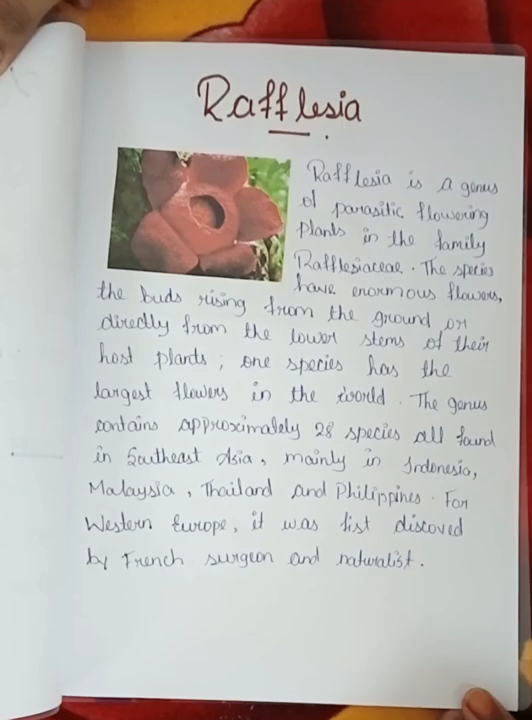 Rafflesia
Rafflesia is a genus
of parasitic flowering
plants in the family
Rafflesiaceae. The species
have enormous flowers,
the buds rising from the ground or
directly from the lower stems of their
host plants; one species has the
largest flowers in the world. The genus
contains approximately 28 species all found
in Southeast Asia, mainly in Indonesia,
Malaysia, Thailand and Philippines. For
Western Europe, it was fist discoved
by French surgeon and naturalist.